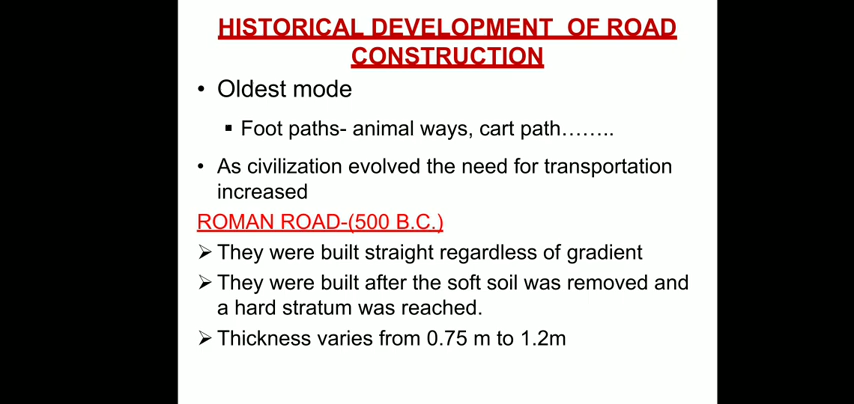 HISTORICAL DEVELOPMENT OF ROAD
CONSTRUCTION
• Oldest mode
▪ Foot paths- animal ways, cart path……..
• As civilization evolved the need for transportation
increased
ROMAN ROAD-(500 B.C.)
➢ They were built straight regardless of gradient
➢ They were built after the soft soil was removed and
a hard stratum was reached.
➢ Thickness varies from 0.75 m to 1.2m